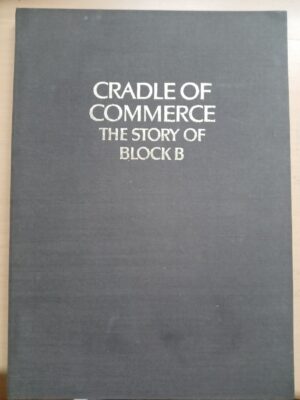 CRADLE OF
COMMERCE
THE STORY OF
BLOCK B